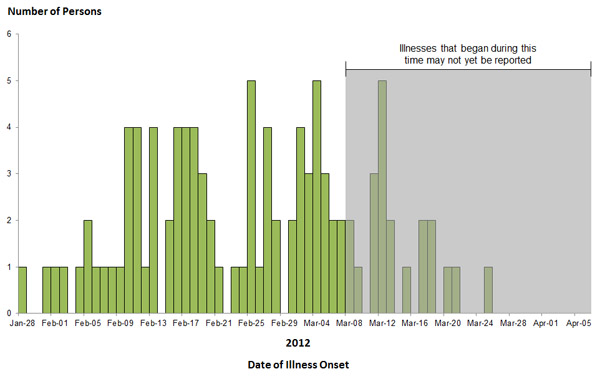 Number of Persons
Illnesses that began during this
time may not yet be reported
6
5
4
3
2
1
0
Jan-28 Feb-01 Feb-05 Feb-09 Feb-13 Feb-17 Feb-21 Feb-25 Feb-29 Mar-04 Mar-08 Mar-12 Mar-16 Mar-20 Mar-24 Mar-28 Apr-01 Apr-05
2012
Date of Illness Onset